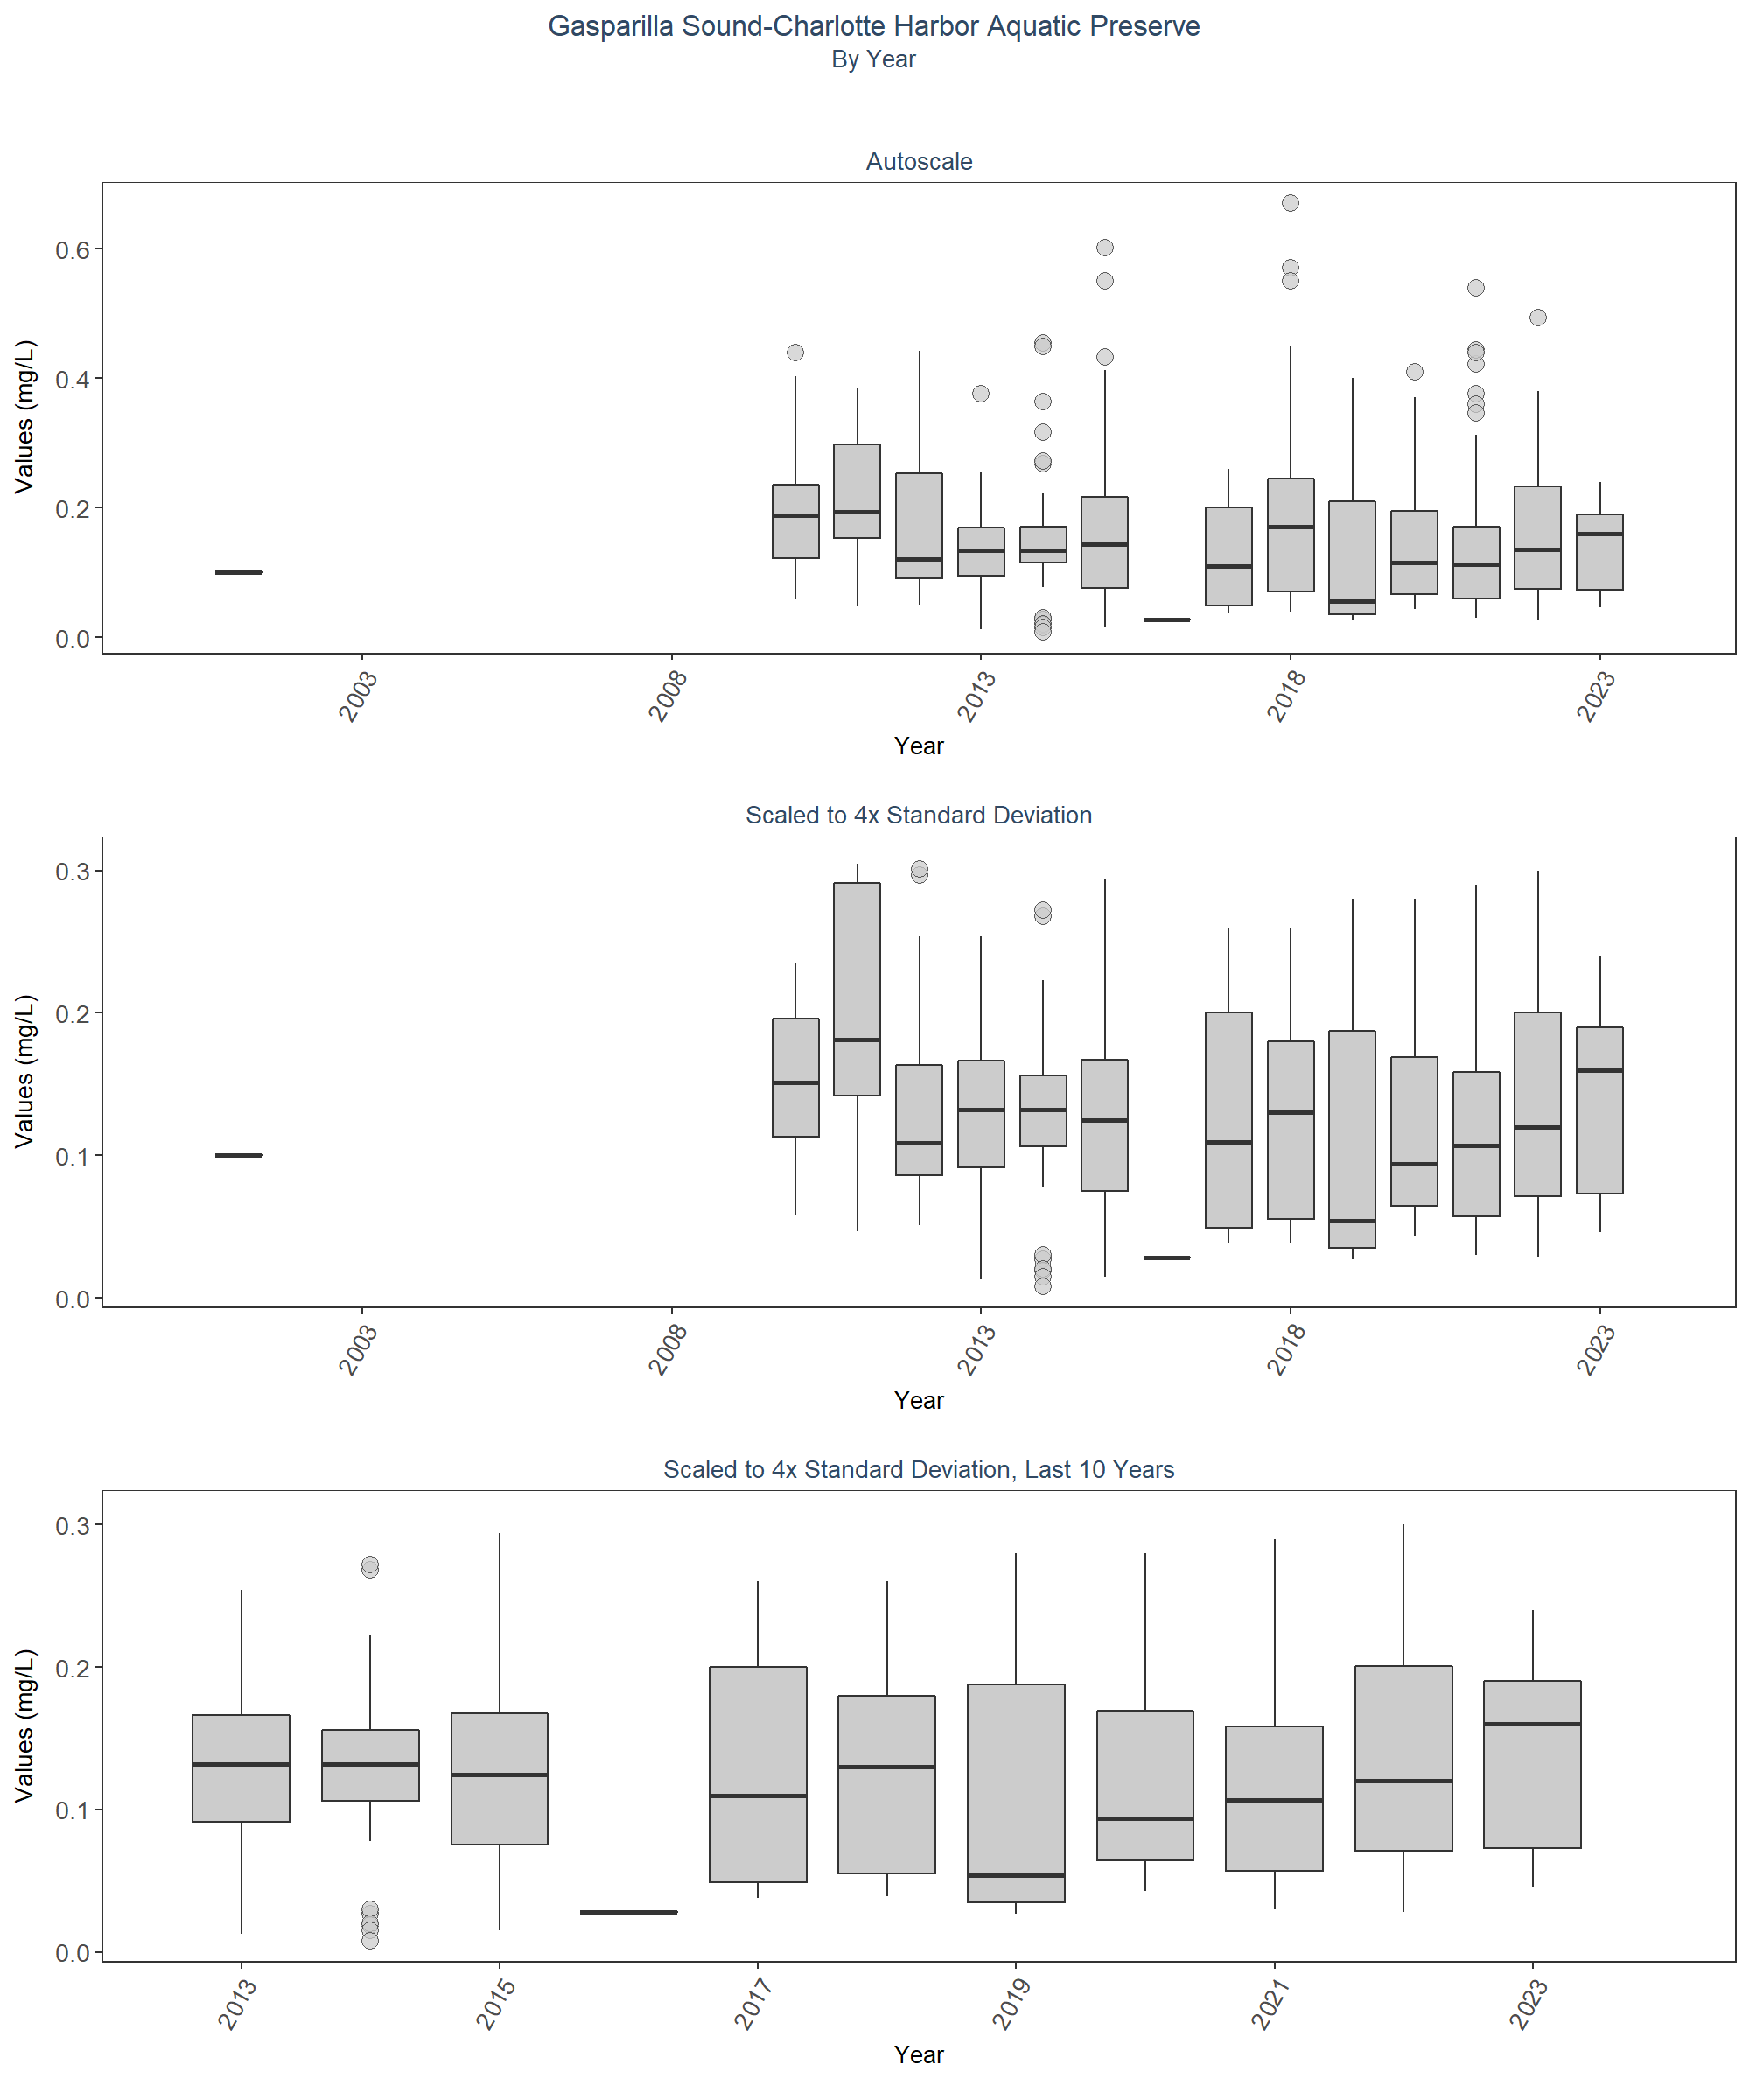 Gasparilla Sound-Charlotte Harbor Aquatic Preserve
By Year
Autoscale
Values (mg/L)
0.6
0.4
0.2
0.0
2003
2008
2013
2018
2023
Year
Scaled to 4x Standard Deviation
Values (mg/L)
0.3
0.2
0.1
0.0
2003
2008
2013
2018
2023
Year
Scaled to 4x Standard Deviation, Last 10 Years
Values (mg/L)
0.3
0.2
0.1
0.0
2013
2015
2017
2019
2021
2023
Year